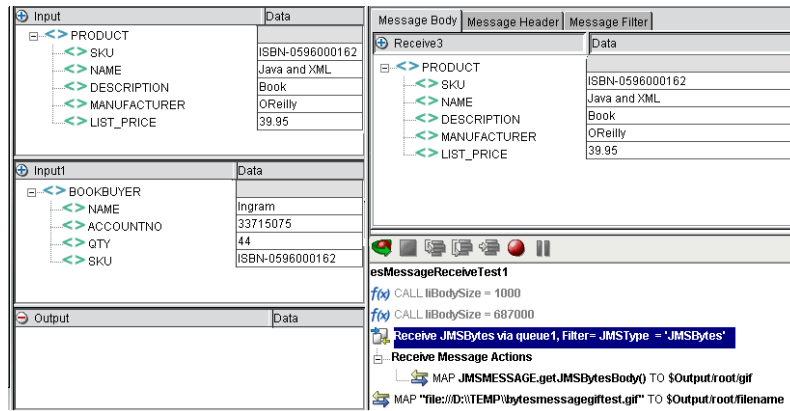 Input Data
PRODUCT
SKU ISBN-0596000162
NAME Java and XML
DESCRIPTION Book
MANUFACTURER OReilly
LIST_PRICE 39.95
Input1 Data
BOOKBUYER
NAME Ingram
ACCOUNTNO 33715075
QTY 44
SKU ISBN-0596000162
Output Data
Message Body Message Header Message Filter
Receive3 Data
PRODUCT
SKU ISBN-0596000162
NAME Java and XML
DESCRIPTION Book
MANUFACTURER OReilly
LIST_PRICE 39.95
esMessageReceiveTest1
f(x) CALL liBodySize = 1000
f(x) CALL liBodySize = 687000
Receive JMSBytes via queue1, Filter= JMSType = 'JMSBytes'
Receive Message Actions
MAP JMSMESSAGE.getJMSBytesBody() TO $Output/root/gif
MAP "file:///D:\\TEMP\\bytesmessagegiftest.gif" TO $Output/root/filename